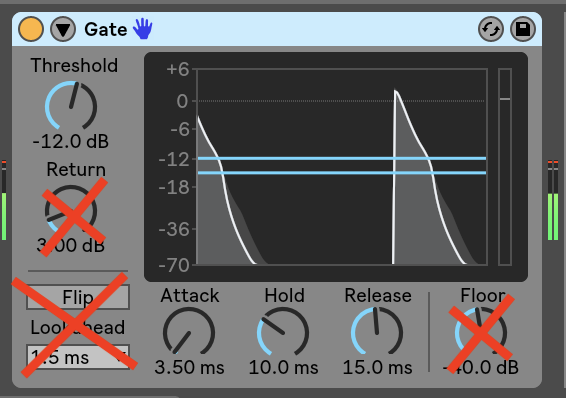 Gate
Threshold
-12.0 dB
Return
3.00 dB
Flip
Lookahead
1.5 ms
+6
0
-6
-12
-18
-36
-70
Attack
3.50 ms
Hold
10.0 ms
Release
15.0 ms
Floor
-40.0 dB